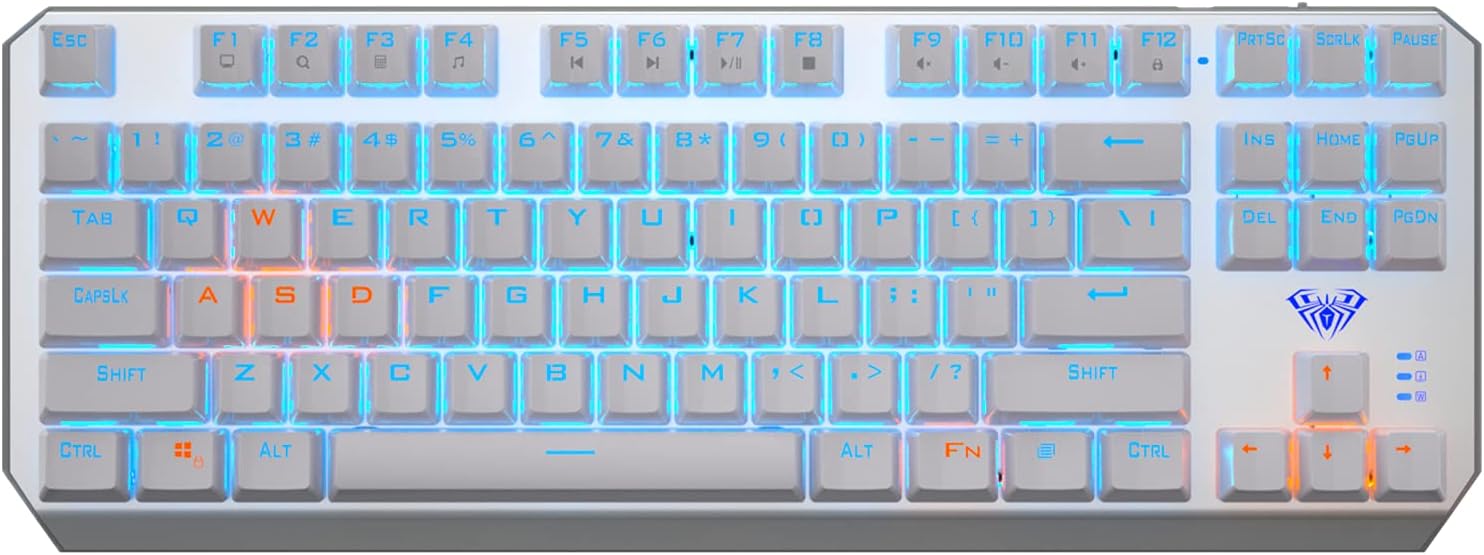 Esc F1 F2 F3 F4 F5 F6 F7 F8 F9 F10 F11 F12 PrtSc ScrLk Pause
` ~ 1 ! 2 @ 3 # 4 $ 5 % 6 ^ 7 & 8 * 9 ( 0 ) - - = + Ins Home PgUp
Tab Q W E R T Y U I O P [ { ] } \ | Del End PgDn
CapsLk A S D F G H J K L ; : ' "
Shift Z X C V B N M , < . > / ? Shift A
W
Ctrl Alt Alt Fn Ctrl